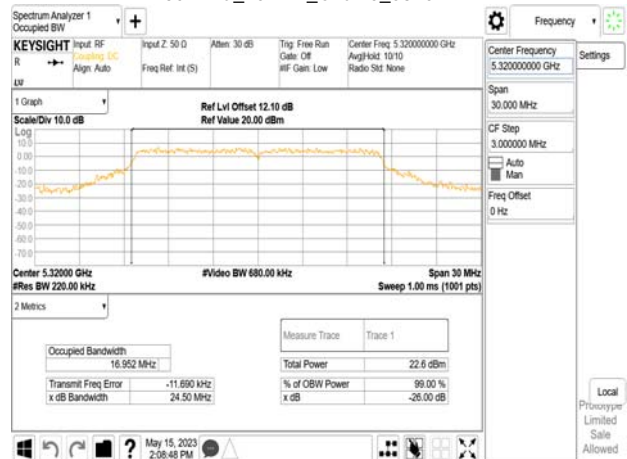 Spectrum Analyzer 1
Occupied BW
Frequency
KEYSIGHT
Input: RF
Coupling: DC
Align: Auto
Input Z: 50 Ω
Freq Ref: Int (S)
Atten: 30 dB
Trig: Free Run
Gate: Off
#IF Gain: Low
Center Freq: 5.320000000 GHz
Avg|Hold: 10/10
Radio Std: None
R
LXI
1 Graph
Scale/Div 10.0 dB
Ref Lvl Offset 12.10 dB
Ref Value 20.00 dBm
Log
10.0
0.00
-10.0
-20.0
-30.0
-40.0
-50.0
-60.0
-70.0
Center 5.32000 GHz
#Res BW 220.00 kHz
#Video BW 680.00 kHz
Span 30 MHz
Sweep 1.00 ms (1001 pts)
2 Metrics
Measure Trace
Trace 1
Occupied Bandwidth
16.952 MHz
Total Power
22.6 dBm
Transmit Freq Error
-11.690 kHz
% of OBW Power
99.00 %
x dB Bandwidth
24.50 MHz
x dB
-26.00 dB
May 15, 2023
2:08:48 PM
Center Frequency
5.320000000 GHz
Settings
Span
30.000 MHz
CF Step
3.000000 MHz
Auto
Man
Freq Offset
0 Hz
Local
Prototype
Limited
Sale
Allowed